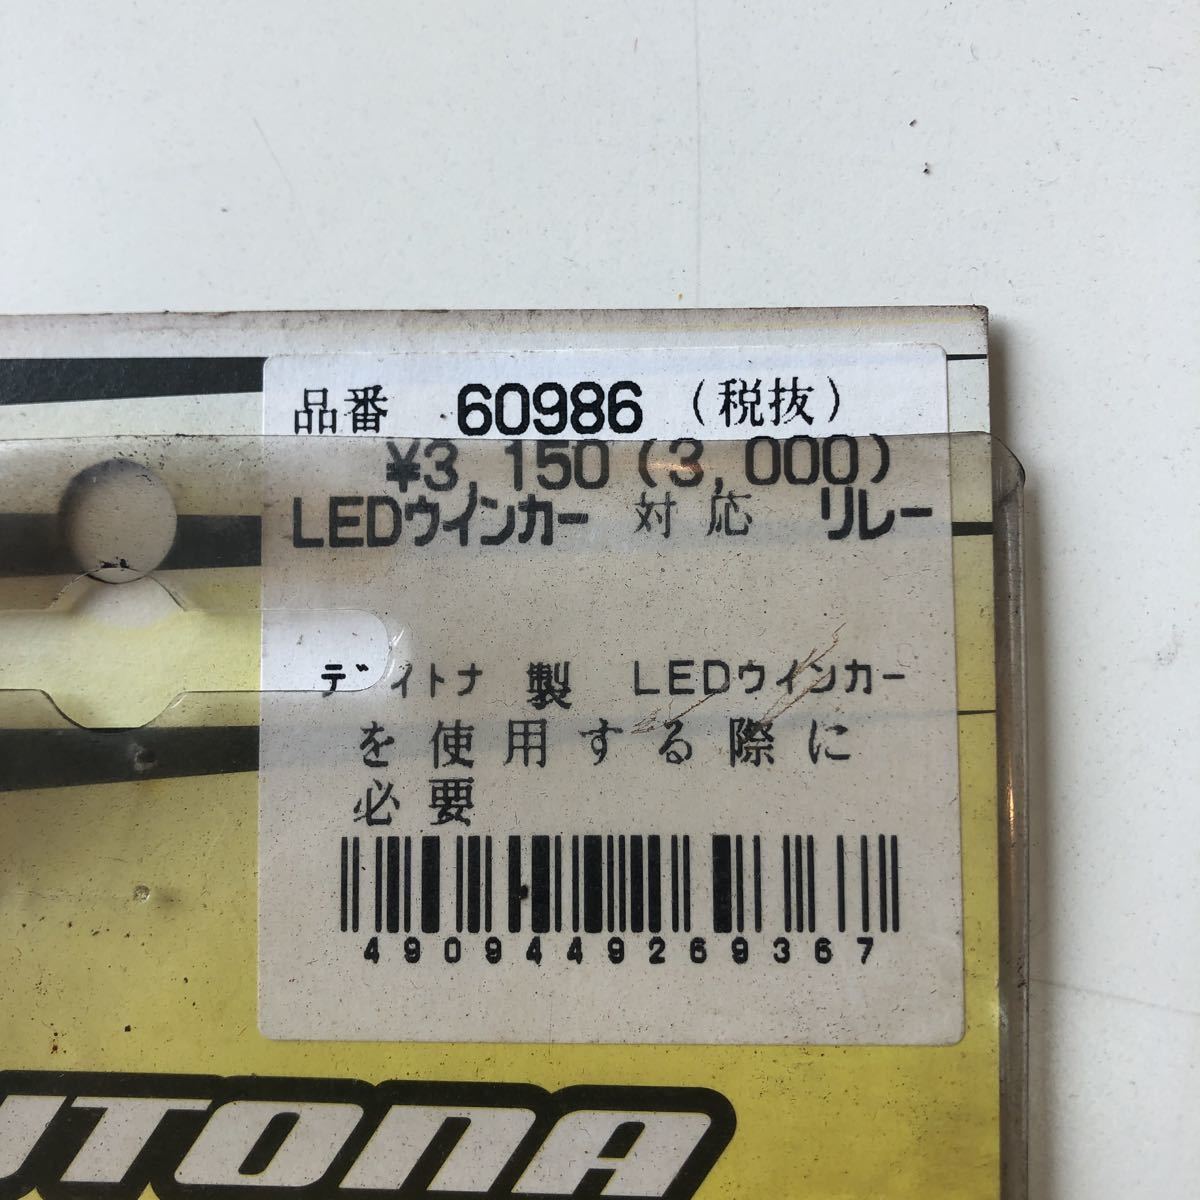 品番 60986 (税抜)
¥3,150(3,000)
LEDウインカー 対応 リレー
デイトナ 製 LEDウインカー
を使用する際に
必要
4909449269367
YTONA